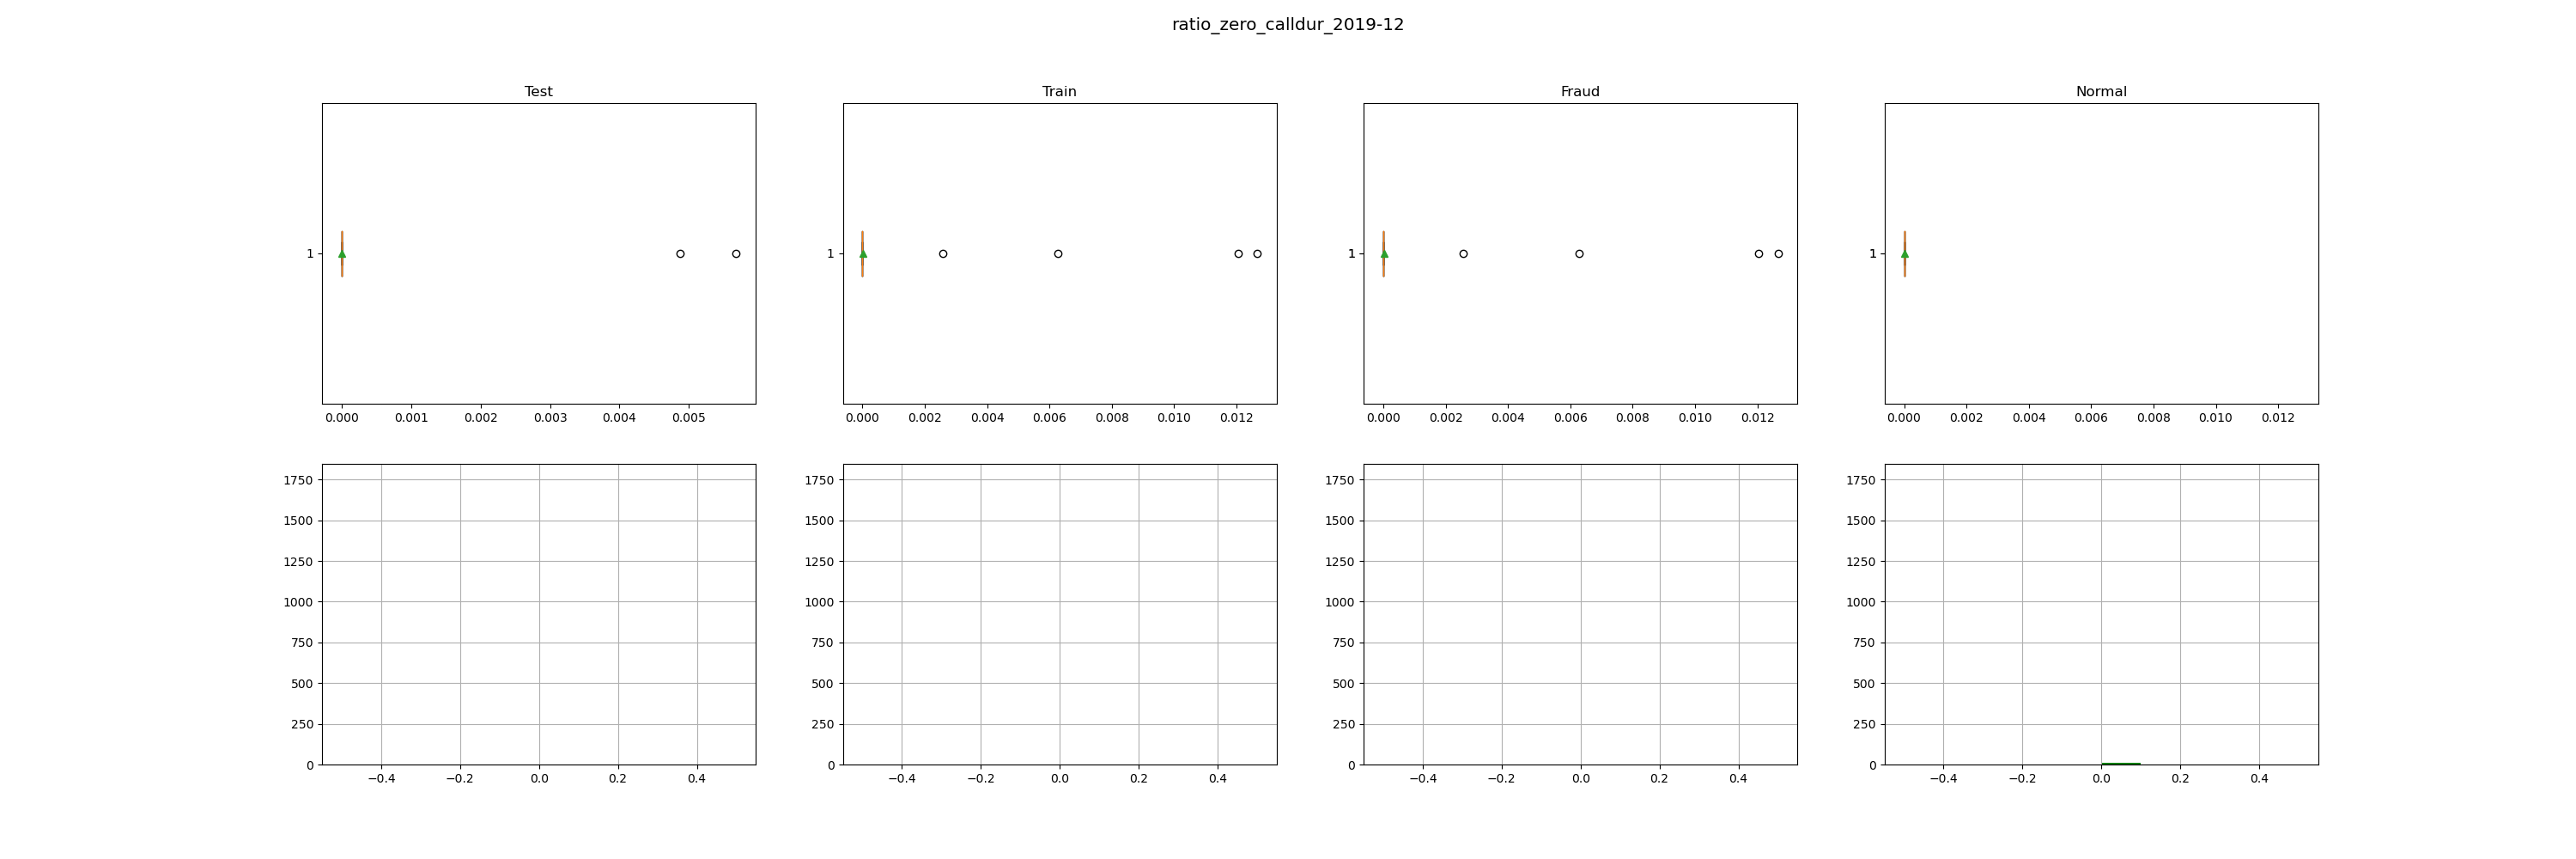 ratio_zero_calldur_2019-12
Test Train Fraud Normal
1 1 1 1
0.000 0.001 0.002 0.003 0.004 0.005 0.000 0.002 0.004 0.006 0.008 0.010 0.012 0.000 0.002 0.004 0.006 0.008 0.010 0.012 0.000 0.002 0.004 0.006 0.008 0.010 0.012
1750 1750 1750 1750
1500 1500 1500 1500
1250 1250 1250 1250
1000 1000 1000 1000
750 750 750 750
500 500 500 500
250 250 250 250
0 0 0 0
−0.4 −0.2 0.0 0.2 0.4 −0.4 −0.2 0.0 0.2 0.4 −0.4 −0.2 0.0 0.2 0.4 −0.4 −0.2 0.0 0.2 0.4